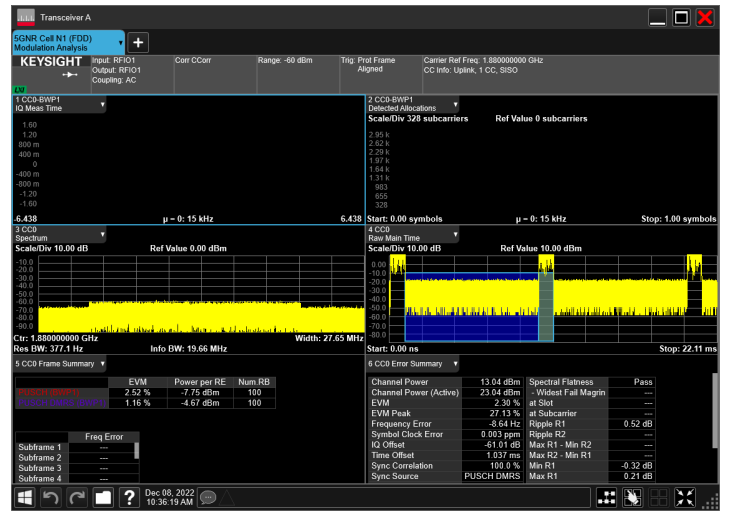 Transceiver A
5GNR Cell N1 (FDD)
Modulation Analysis
KEYSIGHT
LXI
Input: RFIO1
Output: RFIO1
Coupling: AC
Corr CCorr
Range: -60 dBm
Trig: Prot Frame
Aligned
Carrier Ref Freq: 1.880000000 GHz
CC Info: Uplink, 1 CC, SISO
1 CC0-BWP1
IQ Meas Time
1.60
1.20
800 m
400 m
0
-400 m
-800 m
-1.20
-1.60
-6.438
μ = 0: 15 kHz
6.438
2 CC0-BWP1
Detected Allocations
Scale/Div 328 subcarriers Ref Value 0 subcarriers
2.95 k
2.62 k
2.29 k
1.97 k
1.64 k
1.31 k
983
655
328
Start: 0.00 symbols μ = 0: 15 kHz Stop: 1.00 symbols
3 CC0
Spectrum
Scale/Div 10.00 dB Ref Value 0.00 dBm
-10.0
-20.0
-30.0
-40.0
-50.0
-60.0
-70.0
-80.0
-90.0
Ctr: 1.880000000 GHz Width: 27.65 MHz
Res BW: 377.1 Hz Info BW: 19.66 MHz
4 CC0
Raw Main Time
Scale/Div 10.00 dB Ref Value 10.00 dBm
0.00
-10.0
-20.0
-30.0
-40.0
-50.0
-60.0
-70.0
-80.0
Start: 0.00 ns Stop: 22.11 ms
5 CC0 Frame Summary
EVM Power per RE Num.RB
2.52 % -7.75 dBm 100
1.16 % -4.67 dBm 100
Freq Error
Subframe 1 ---
Subframe 2 ---
Subframe 3 ---
Subframe 4 ---
6 CC0 Error Summary
Channel Power 13.04 dBm Spectral Flatness Pass
Channel Power (Active) 23.04 dBm - Widest Fail Magrin ---
EVM 2.30 % at Slot ---
EVM Peak 27.13 % at Subcarrier ---
Frequency Error -8.64 Hz Ripple R1 0.52 dB
Symbol Clock Error 0.003 ppm Ripple R2 ---
IQ Offset -61.01 dB Max R1 - Min R2 ---
Time Offset 1.037 ms Max R2 - Min R1 ---
Sync Correlation 100.0 % Min R1 -0.32 dB
Sync Source PUSCH DMRS Max R1 0.21 dB
Dec 08, 2022
10:36:19 AM